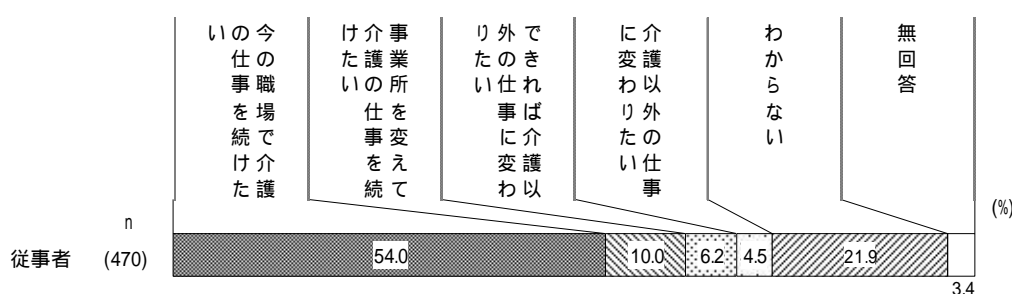 今の職場で介護
の仕事を続けた
い
事業所を変えて
介護の仕事を続
けたい
できれば介護以
外の仕事に変わ
りたい
介護以外の仕事
に変わりたい
わからない
無回答
(%)
n
従事者 (470) 54.0 10.0 6.2 4.5 21.9
3.4